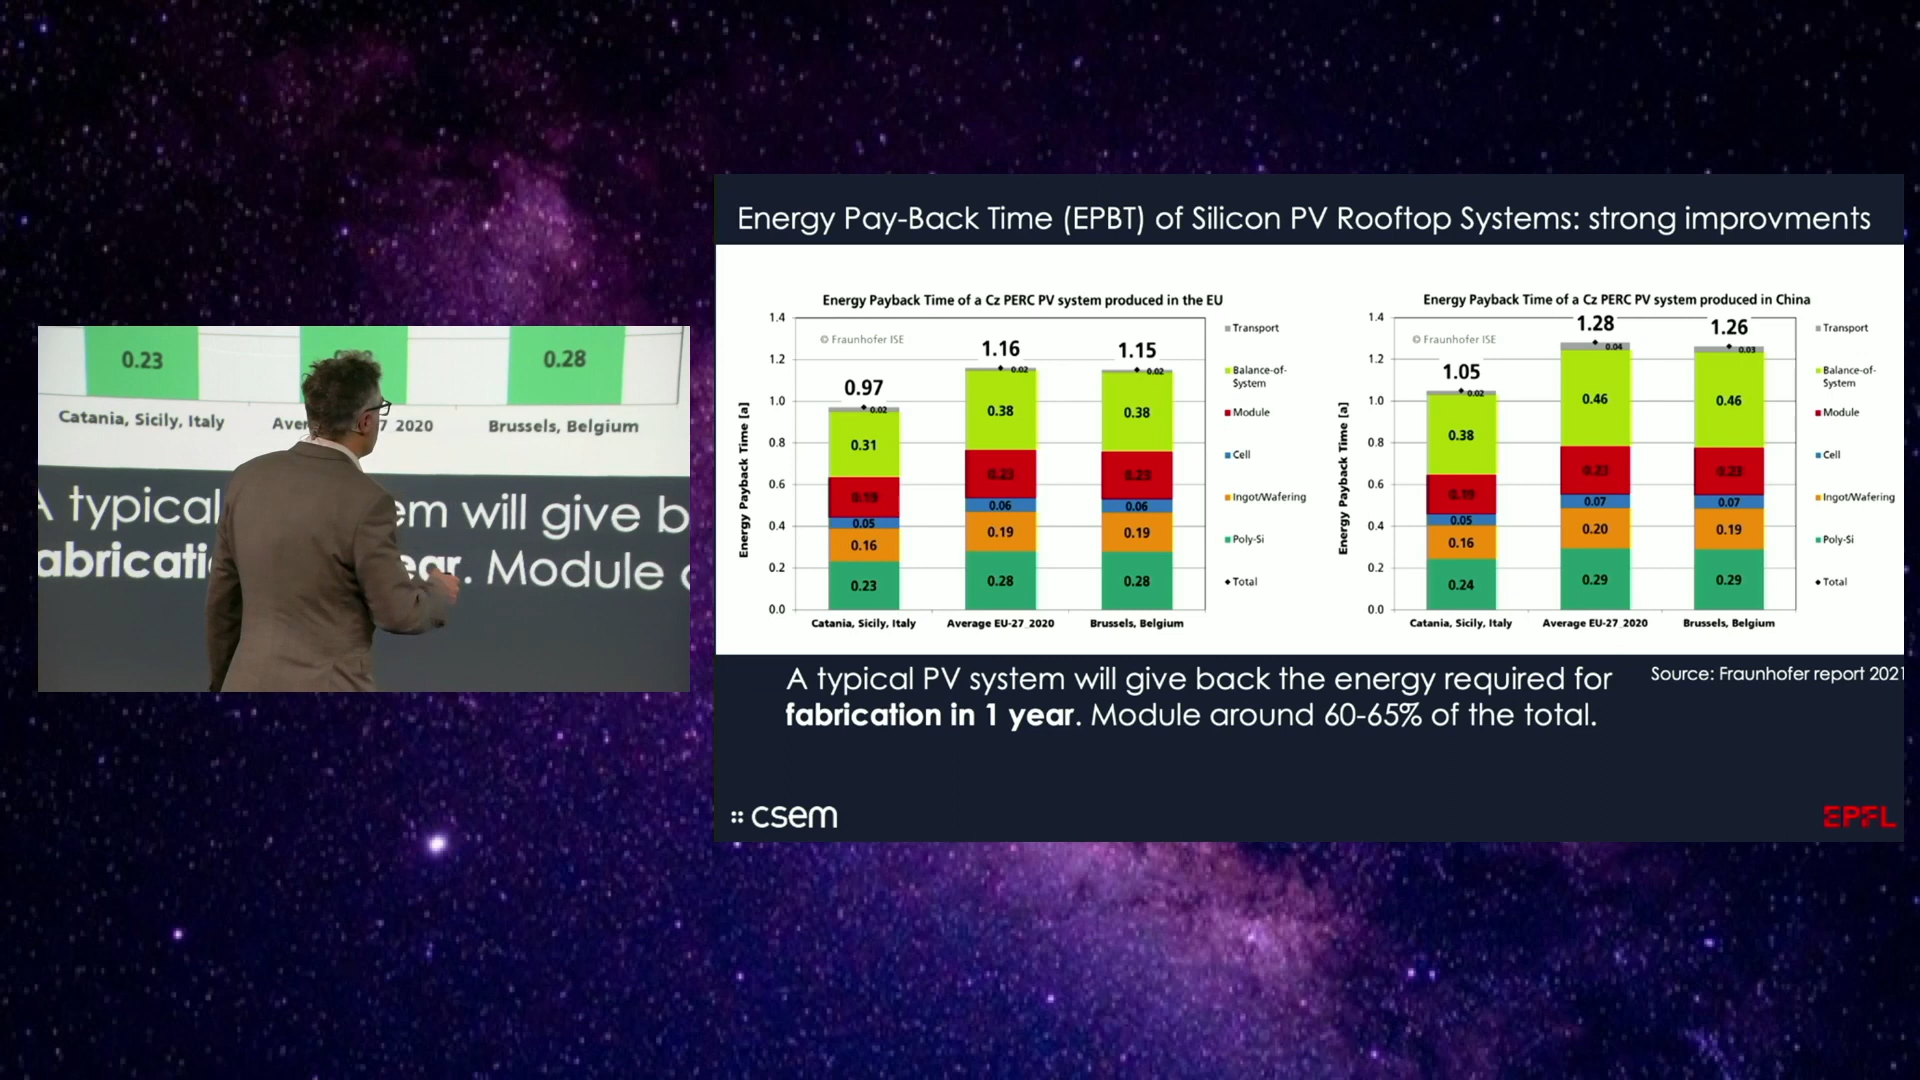 0.23
0.28
Catania, Sicily, Italy
7 2020
Brussels, Belgium
A typical
em will give b
abricati
ear. Module
Energy Pay-Back Time (EPBT) of Silicon PV Rooftop Systems: strong improvments
Energy Payback Time of a Cz PERC PV system produced in the EU
Energy Payback Time [a]
1.4
1.2
1.0
0.8
0.6
0.4
0.2
0.0
© Fraunhofer ISE
0.97
0.02
0.31
0.19
0.05
0.16
0.23
1.16
0.02
0.38
0.23
0.06
0.19
0.28
1.15
0.02
0.38
0.23
0.06
0.19
0.28
Catania, Sicily, Italy
Average EU-27 2020
Brussels, Belgium
Transport
Balance-of-
System
Module
Cell
Ingot/Wafering
Poly-Si
Total
Energy Payback Time of a Cz PERC PV system produced in China
Energy Payback Time [a]
1.4
1.2
1.0
0.8
0.6
0.4
0.2
0.0
© Fraunhofer ISE
1.05
0.02
0.38
0.19
0.05
0.16
0.24
1.28
0.04
0.46
0.23
0.07
0.20
0.29
1.26
0.03
0.46
0.23
0.07
0.19
0.29
Catania, Sicily, Italy
Average EU-27 2020
Brussels, Belgium
Transport
Balance-of-
System
Module
Cell
Ingot/Wafering
Poly-Si
Total
A typical PV system will give back the energy required for
fabrication in 1 year. Module around 60-65% of the total.
Source: Fraunhofer report 2021
csem
EPFL